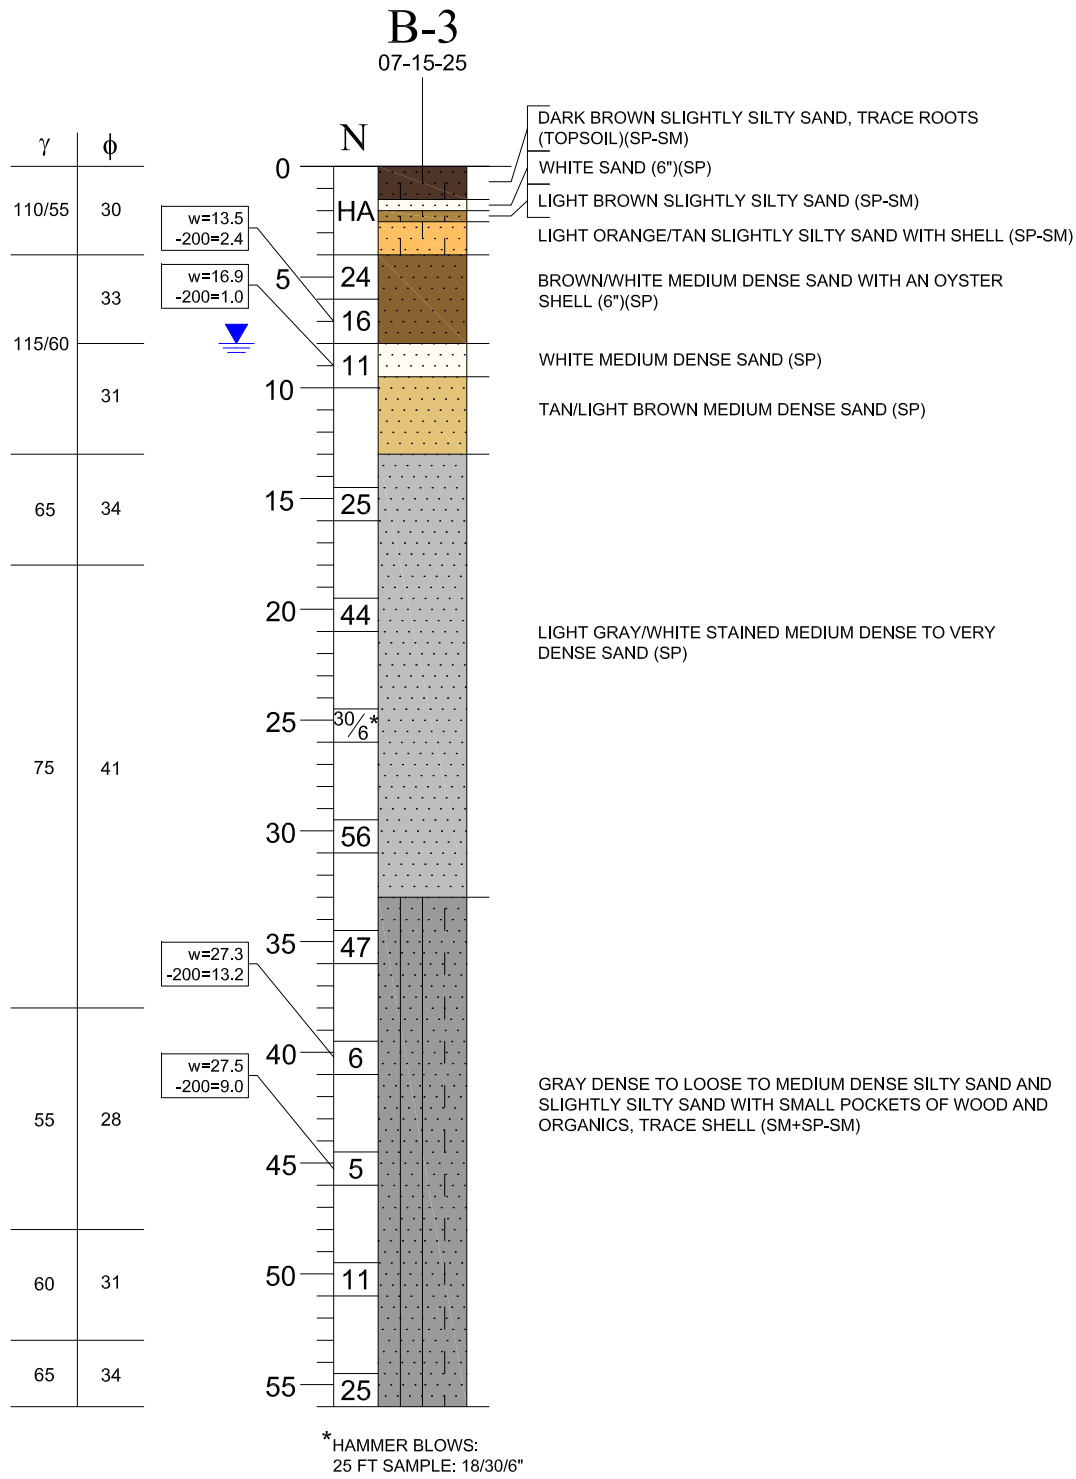 B-3
07-15-25
γ
ϕ
N
0
DARK BROWN SLIGHTLY SILTY SAND, TRACE ROOTS
(TOPSOIL)(SP-SM)
WHITE SAND (6")(SP)
LIGHT BROWN SLIGHTLY SILTY SAND (SP-SM)
110/55
30
HA
w=13.5
-200=2.4
LIGHT ORANGE/TAN SLIGHTLY SILTY SAND WITH SHELL (SP-SM)
5
24
w=16.9
-200=1.0
33
BROWN/WHITE MEDIUM DENSE SAND WITH AN OYSTER
SHELL (6")(SP)
16
115/60
11
WHITE MEDIUM DENSE SAND (SP)
10
31
TAN/LIGHT BROWN MEDIUM DENSE SAND (SP)
15
25
65
34
20
44
LIGHT GRAY/WHITE STAINED MEDIUM DENSE TO VERY
DENSE SAND (SP)
25
30/6*
75
41
30
56
35
47
w=27.3
-200=13.2
40
6
w=27.5
-200=9.0
GRAY DENSE TO LOOSE TO MEDIUM DENSE SILTY SAND AND
SLIGHTLY SILTY SAND WITH SMALL POCKETS OF WOOD AND
ORGANICS, TRACE SHELL (SM+SP-SM)
55
28
45
5
50
11
60
31
65
34
55
25
*HAMMER BLOWS:
25 FT SAMPLE: 18/30/6"